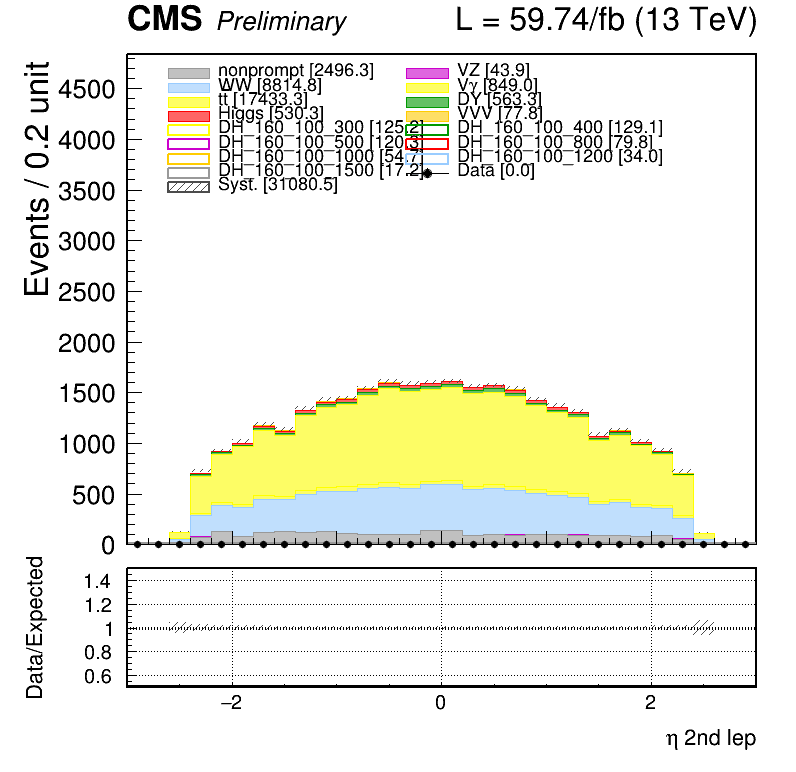 CMS Preliminary L = 59.74/fb (13 TeV)
nonprompt [2496.3] VZ [43.9]
WW [8814.8] Vγ [849.0]
tt [17433.3] DY [563.3]
Higgs [530.3] VVV [77.8]
DH_160_100_300 [125.2] DH_160_100_400 [129.1]
DH_160_100_500 [120.3] DH_160_100_800 [79.8]
DH_160_100_1000 [54.7] DH_160_100_1200 [34.0]
DH_160_100_1500 [17.2] Data [0.0]
Syst. [31080.5]
Events / 0.2 unit
4500
4000
3500
3000
2500
2000
1500
1000
500
0
Data/Expected
1.4
1.2
1
0.8
0.6
−2 0 2
η 2nd lep